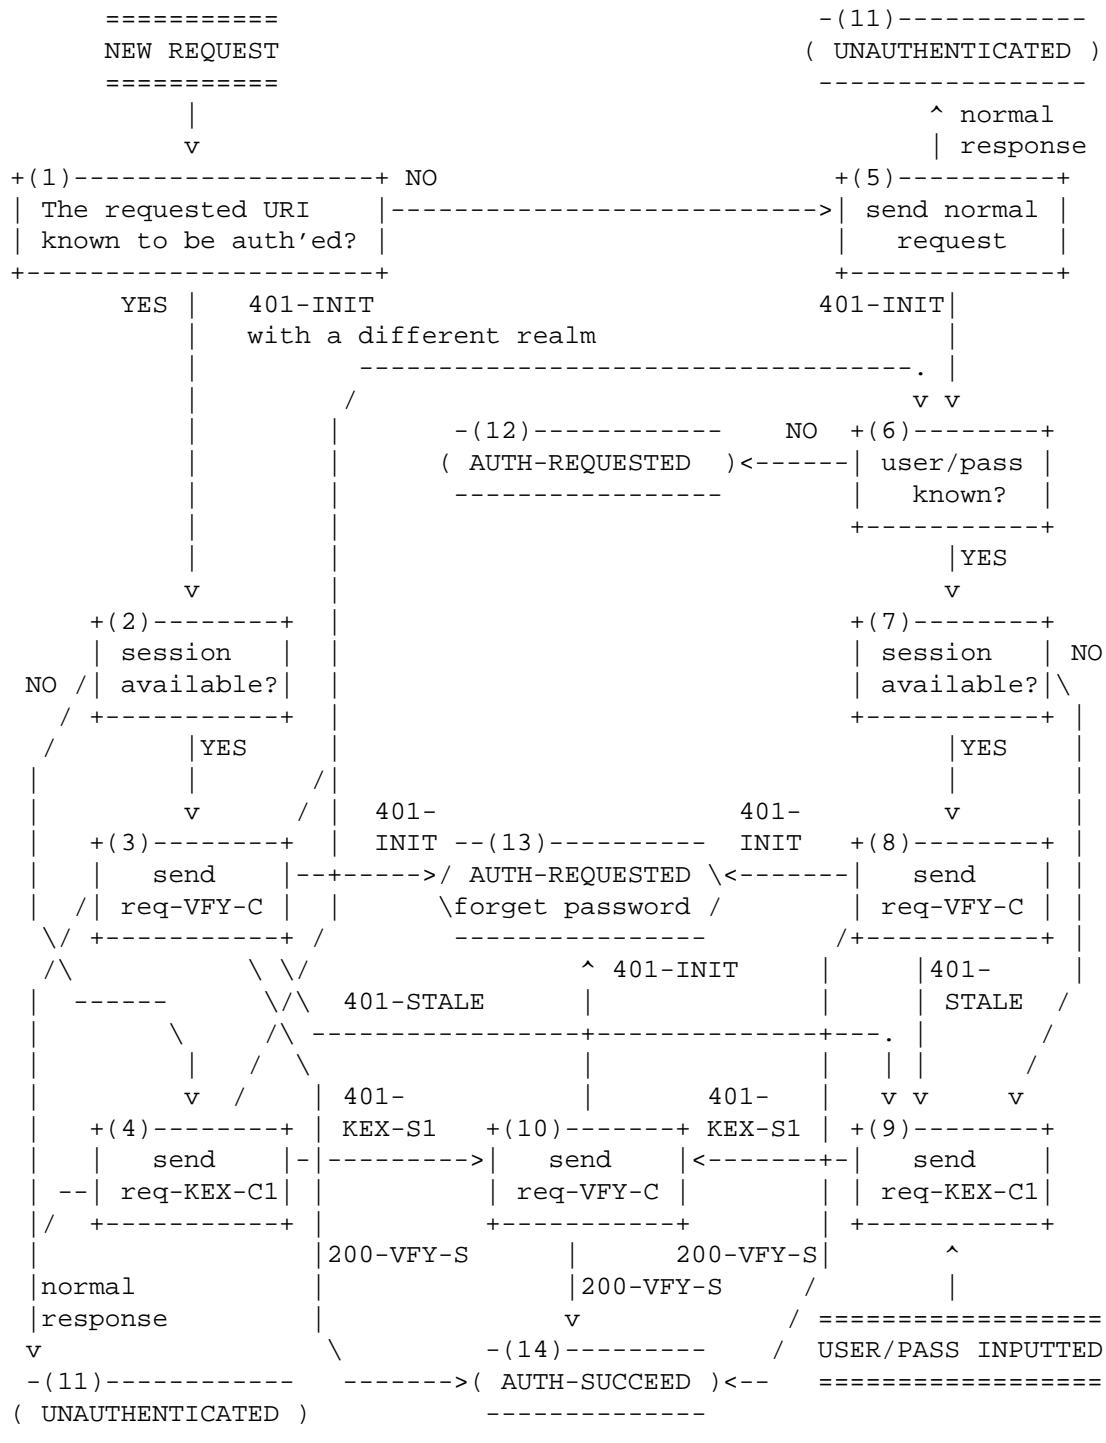 ===========                                   -(11)------------
           NEW REQUEST                                  ( UNAUTHENTICATED )
           ===========                                   -----------------
                |                                               ^ normal
                v                                               | response
     +(1)-------------------+ NO                           +(5)----------+
     | The requested URI    |--------------------------->| send normal |
     | known to be auth'ed? |                              |   request   |
     +----------------------+                              +-------------+
            YES |   401-INIT                              401-INIT|
                |   with a different realm                       |
                |          -----------------------------------. |
                |         /                                    v v
                |        |       -(12)------------    NO  +(6)--------+
                |        |      ( AUTH-REQUESTED  )<------| user/pass |
                |        |       -----------------        |   known?  |
                |        |                                +-----------+
                |        |                                      |YES
                v        |                                      v
          +(2)--------+  |                                +(7)--------+
          | session   |  |                                | session   | NO
      NO /| available?|  |                                | available?|\
        / +-----------+  |                                +-----------+ |
       /        |YES     |                                      |YES    |
      |         |       /|                                      |       |
      |         v      / |  401-                   401-         v       |
      |   +(3)--------+  |  INIT --(13)---------- INIT   +(8)--------+ |
      |   |   send    |--+----->/ AUTH-REQUESTED \<-------|   send    | |
      |  /| req-VFY-C |  |      \forget password /        | req-VFY-C | |
       \/ +-----------+ /        ----------------        /+-----------+ |
       /\          \ \/                 ^ 401-INIT      |     |401-     |
      |  ------     \/\  401-STALE      |               |     | STALE  /
      |        \    /\ -----------------+---------------+---. |       /
      |         |  /  \                 |               |   | |      /
      |         v /    | 401-           |       401-    |   v v     v
      |   +(4)--------+ | KEX-S1   +(10)-------+ KEX-S1 | +(9)--------+
      |   |   send    |-|--------->|   send    |<-------+-|   send    |
      | --| req-KEX-C1| |          | req-VFY-C |        | | req-KEX-C1|
      |/  +-----------+ |          +-----------+        | +-----------+
      |                 |200-VFY-S      |      200-VFY-S|       ^
      |normal           |               |200-VFY-S     /        |
      |response         |               v             / ==================
      v                  \         -(14)---------    /  USER/PASS INPUTTED
      -(11)------------   ------->( AUTH-SUCCEED )<--   ==================
     ( UNAUTHENTICATED )           --------------